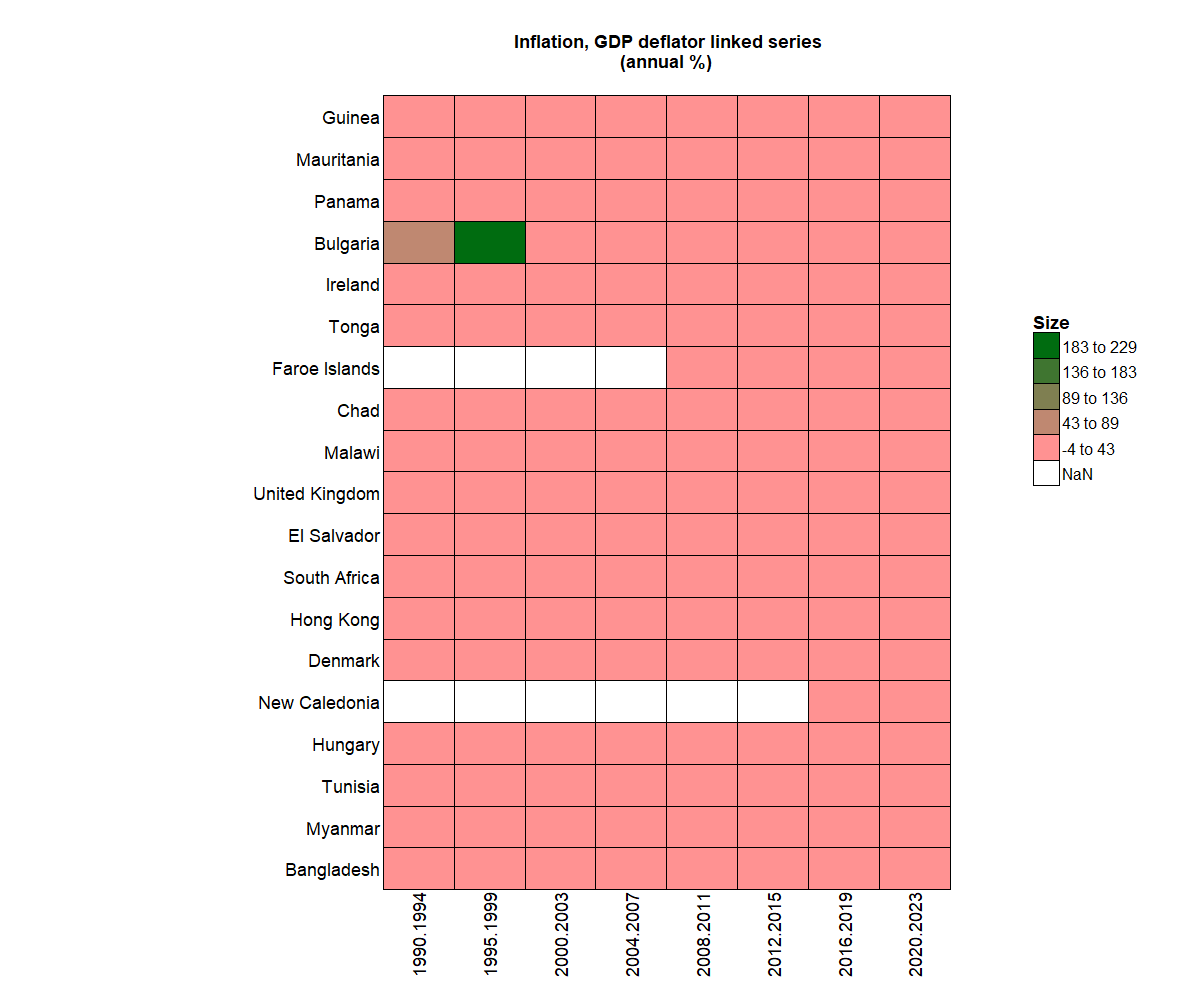 Inflation, GDP deflator linked series
(annual %)
Guinea
Mauritania
Panama
Bulgaria
Ireland
Tonga
Faroe Islands
Chad
Malawi
United Kingdom
El Salvador
South Africa
Hong Kong
Denmark
New Caledonia
Hungary
Tunisia
Myanmar
Bangladesh
1990.1994
1995.1999
2000.2003
2004.2007
2008.2011
2012.2015
2016.2019
2020.2023
Size
183 to 229
136 to 183
89 to 136
43 to 89
-4 to 43
NaN